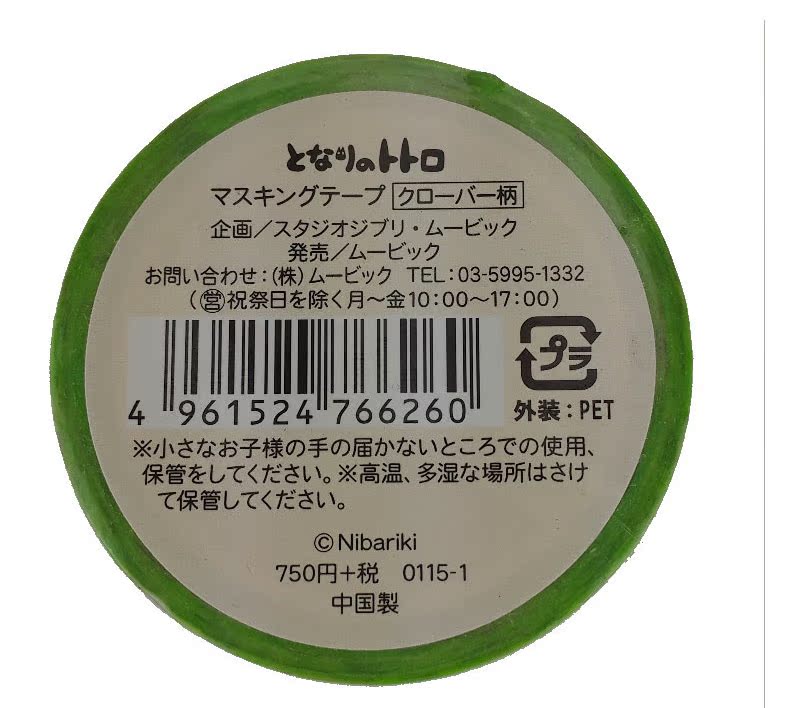 となりのトトロ
マスキングテープ クローバー柄
企画／スタジオジブリ・ムービック
発売／ムービック
お問い合わせ：(株)ムービック TEL：03-5995-1332
(㊡祝祭日を除く月～金10：00～17：00)
プラ
外装：PET
4 961524 766260
※小さなお子様の手の届かないところでの使用、
保管をしてください。※高温、多湿な場所はさけ
て保管してください。
©Nibariki
750円+税 0115-1
中国製